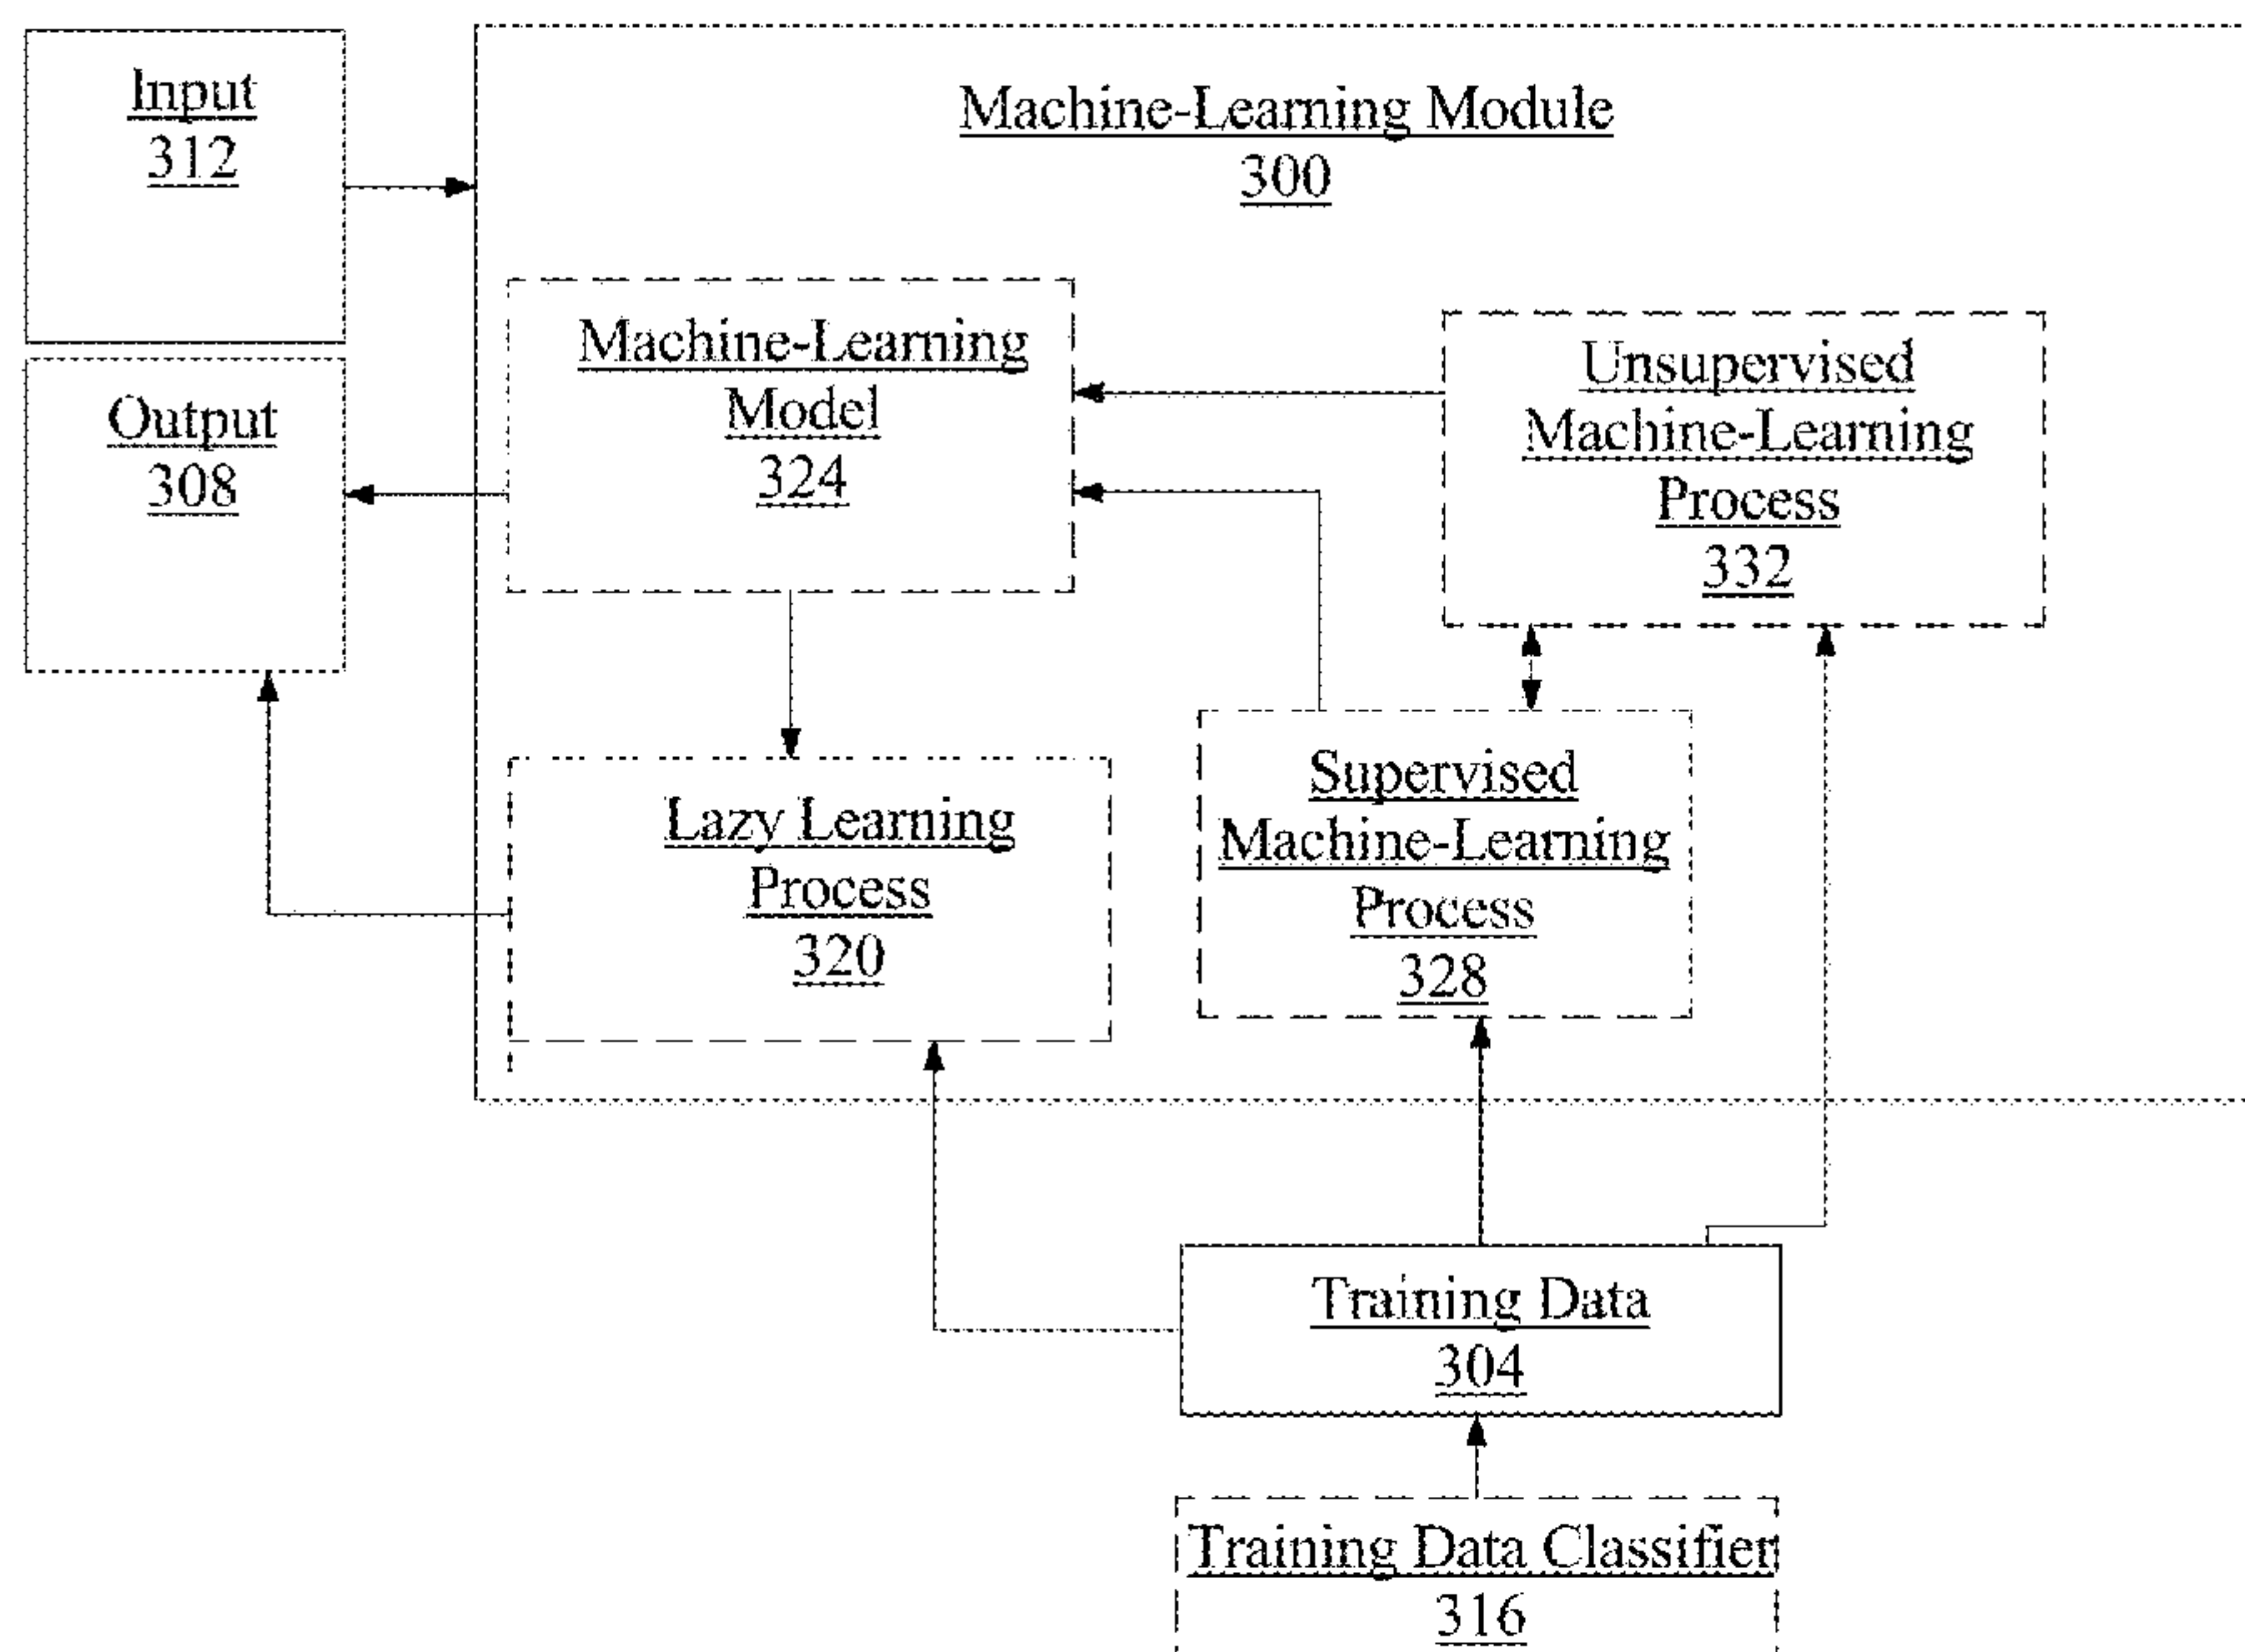 Input
312
Machine-Learning Module
300
Output
308
Machine-Learning
Model
324
Unsupervised
Machine-Learning
Process
332
Lazy Learning
Process
320
Supervised
Machine-Learning
Process
328
Training Data
304
Training Data Classifier
316